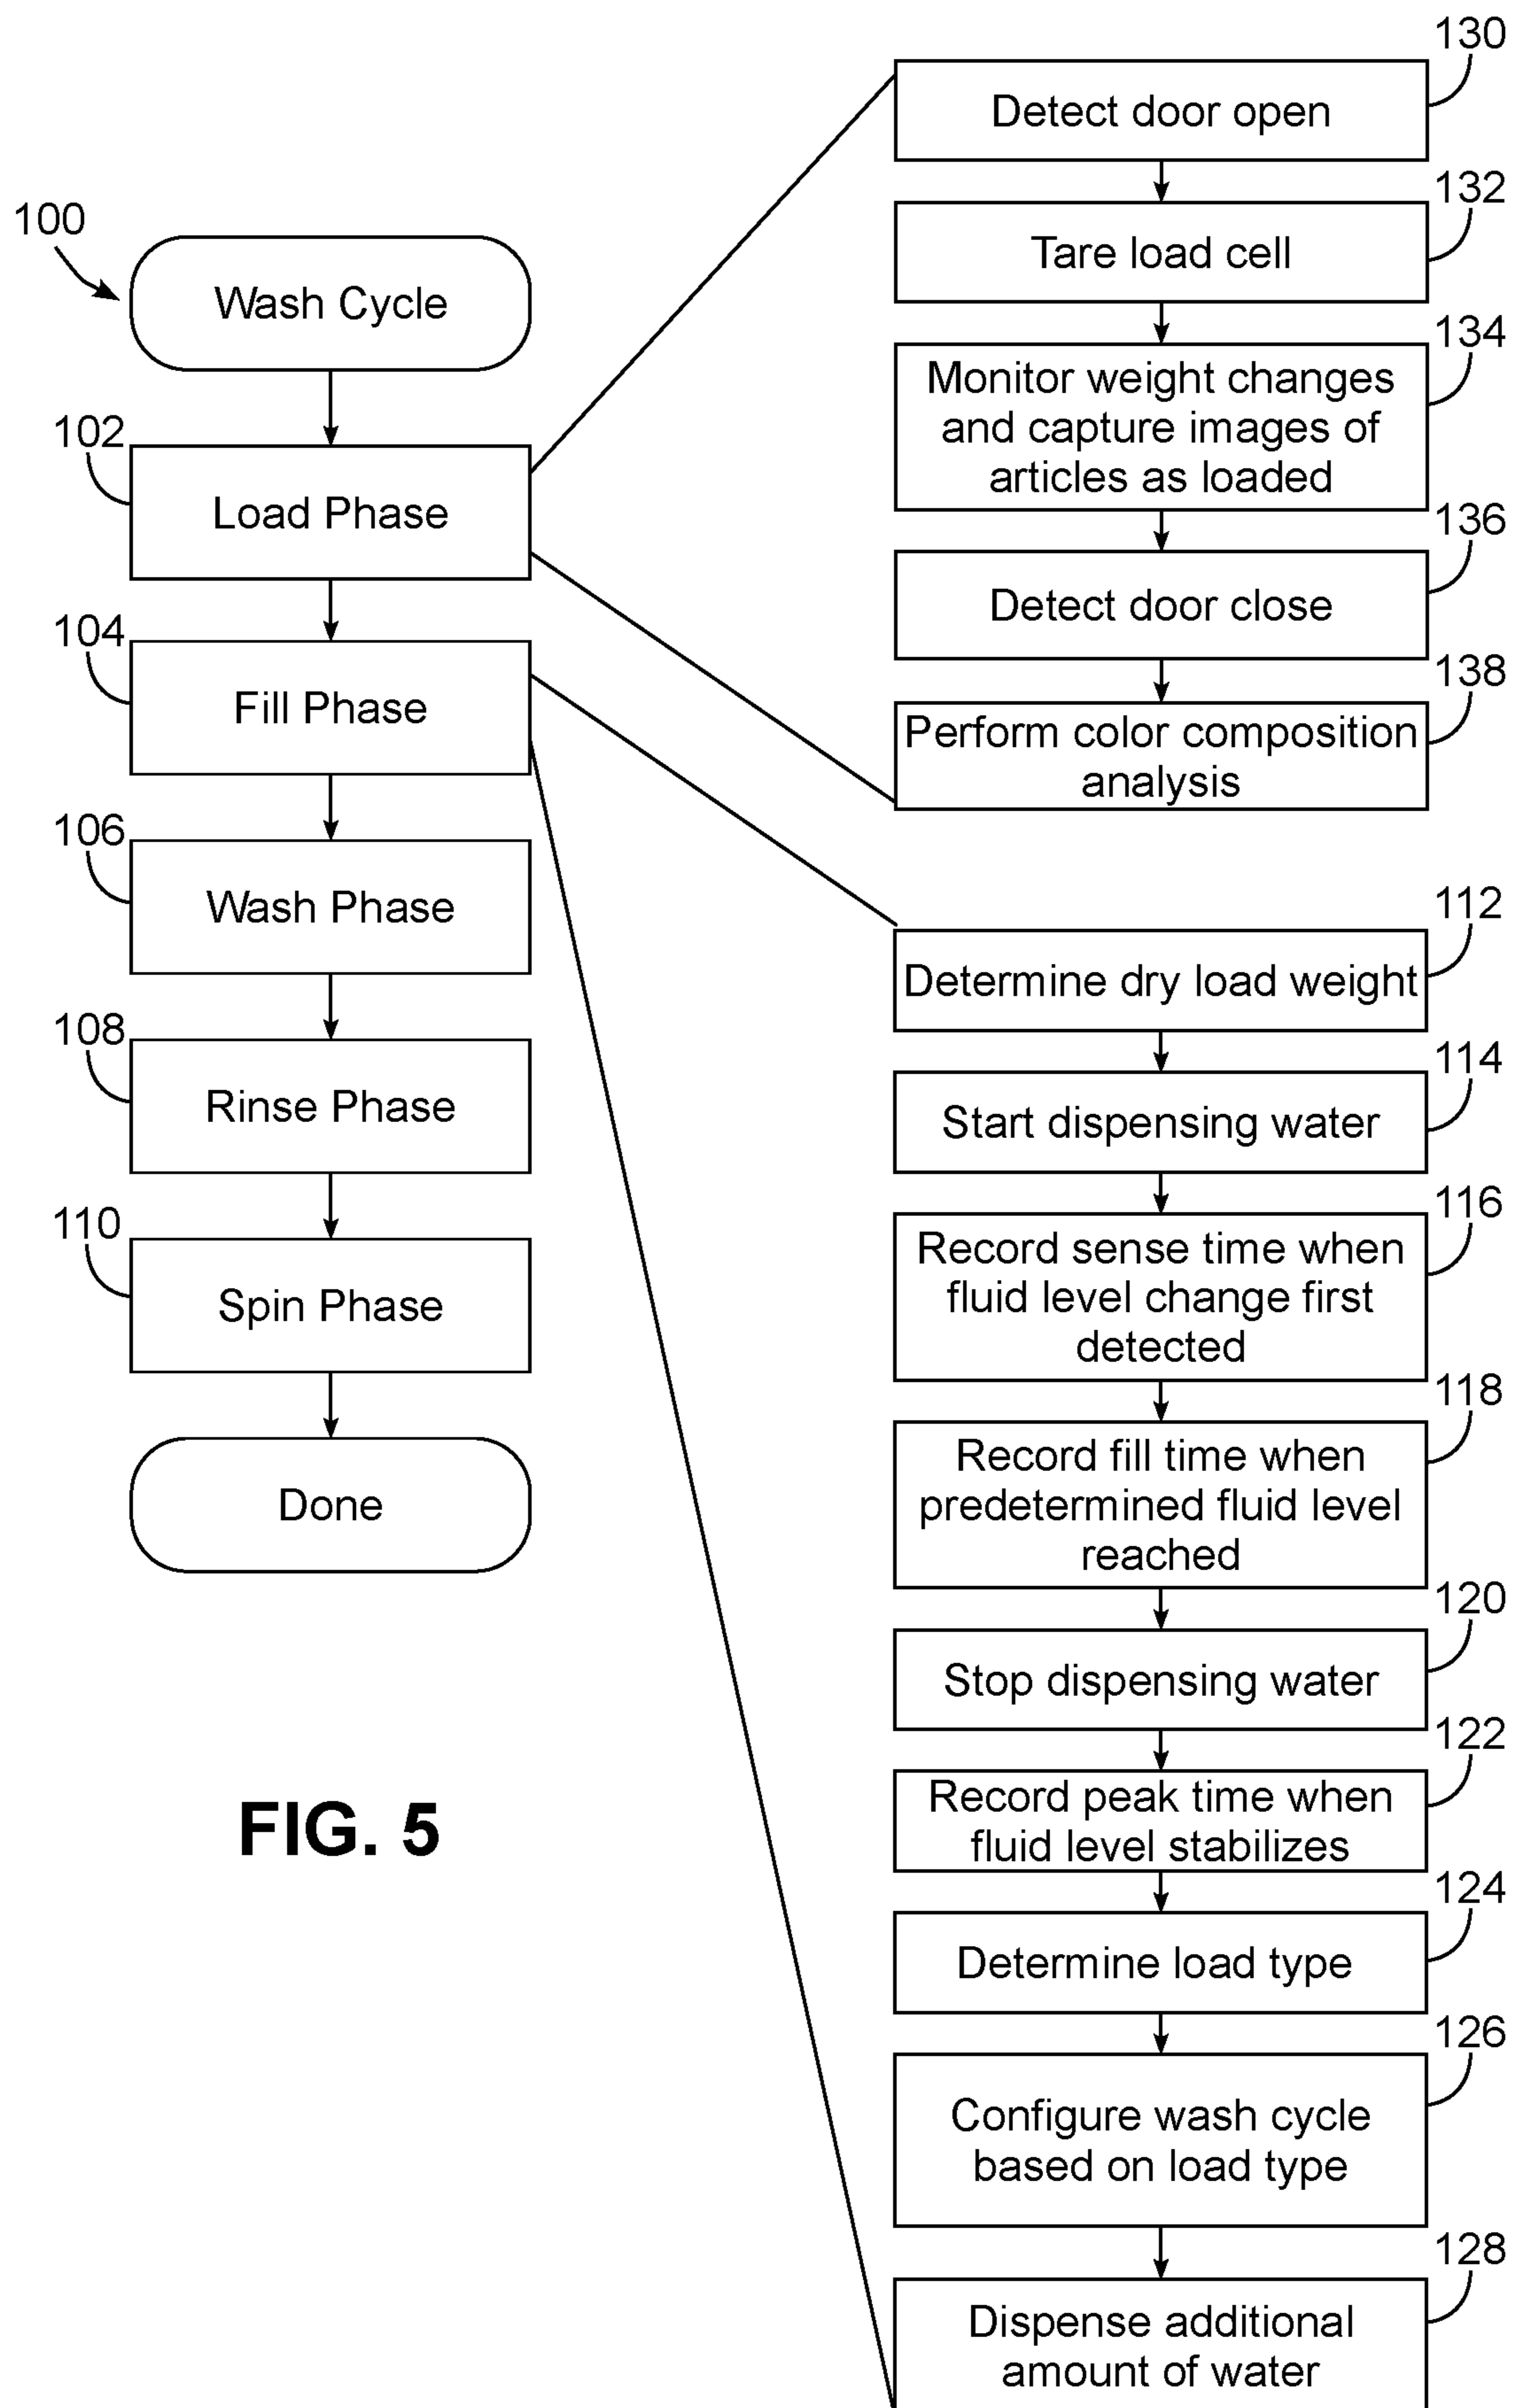 100
Wash Cycle
102
Load Phase
104
Fill Phase
106
Wash Phase
108
Rinse Phase
110
Spin Phase
Done
FIG. 5
130
Detect door open
132
Tare load cell
134
Monitor weight changes
and capture images of
articles as loaded
136
Detect door close
138
Perform color composition
analysis
112
Determine dry load weight
114
Start dispensing water
116
Record sense time when
fluid level change first
detected
118
Record fill time when
predetermined fluid level
reached
120
Stop dispensing water
122
Record peak time when
fluid level stabilizes
124
Determine load type
126
Configure wash cycle
based on load type
128
Dispense additional
amount of water